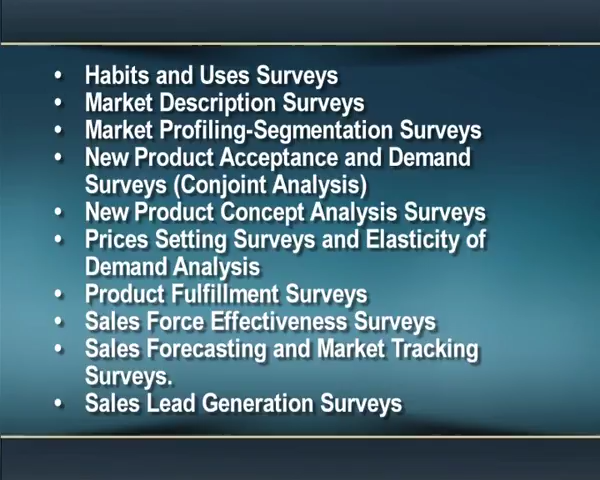 • Habits and Uses Surveys
• Market Description Surveys
• Market Profiling-Segmentation Surveys
• New Product Acceptance and Demand
Surveys (Conjoint Analysis)
• New Product Concept Analysis Surveys
• Prices Setting Surveys and Elasticity of
Demand Analysis
• Product Fulfillment Surveys
• Sales Force Effectiveness Surveys
• Sales Forecasting and Market Tracking
Surveys.
• Sales Lead Generation Surveys